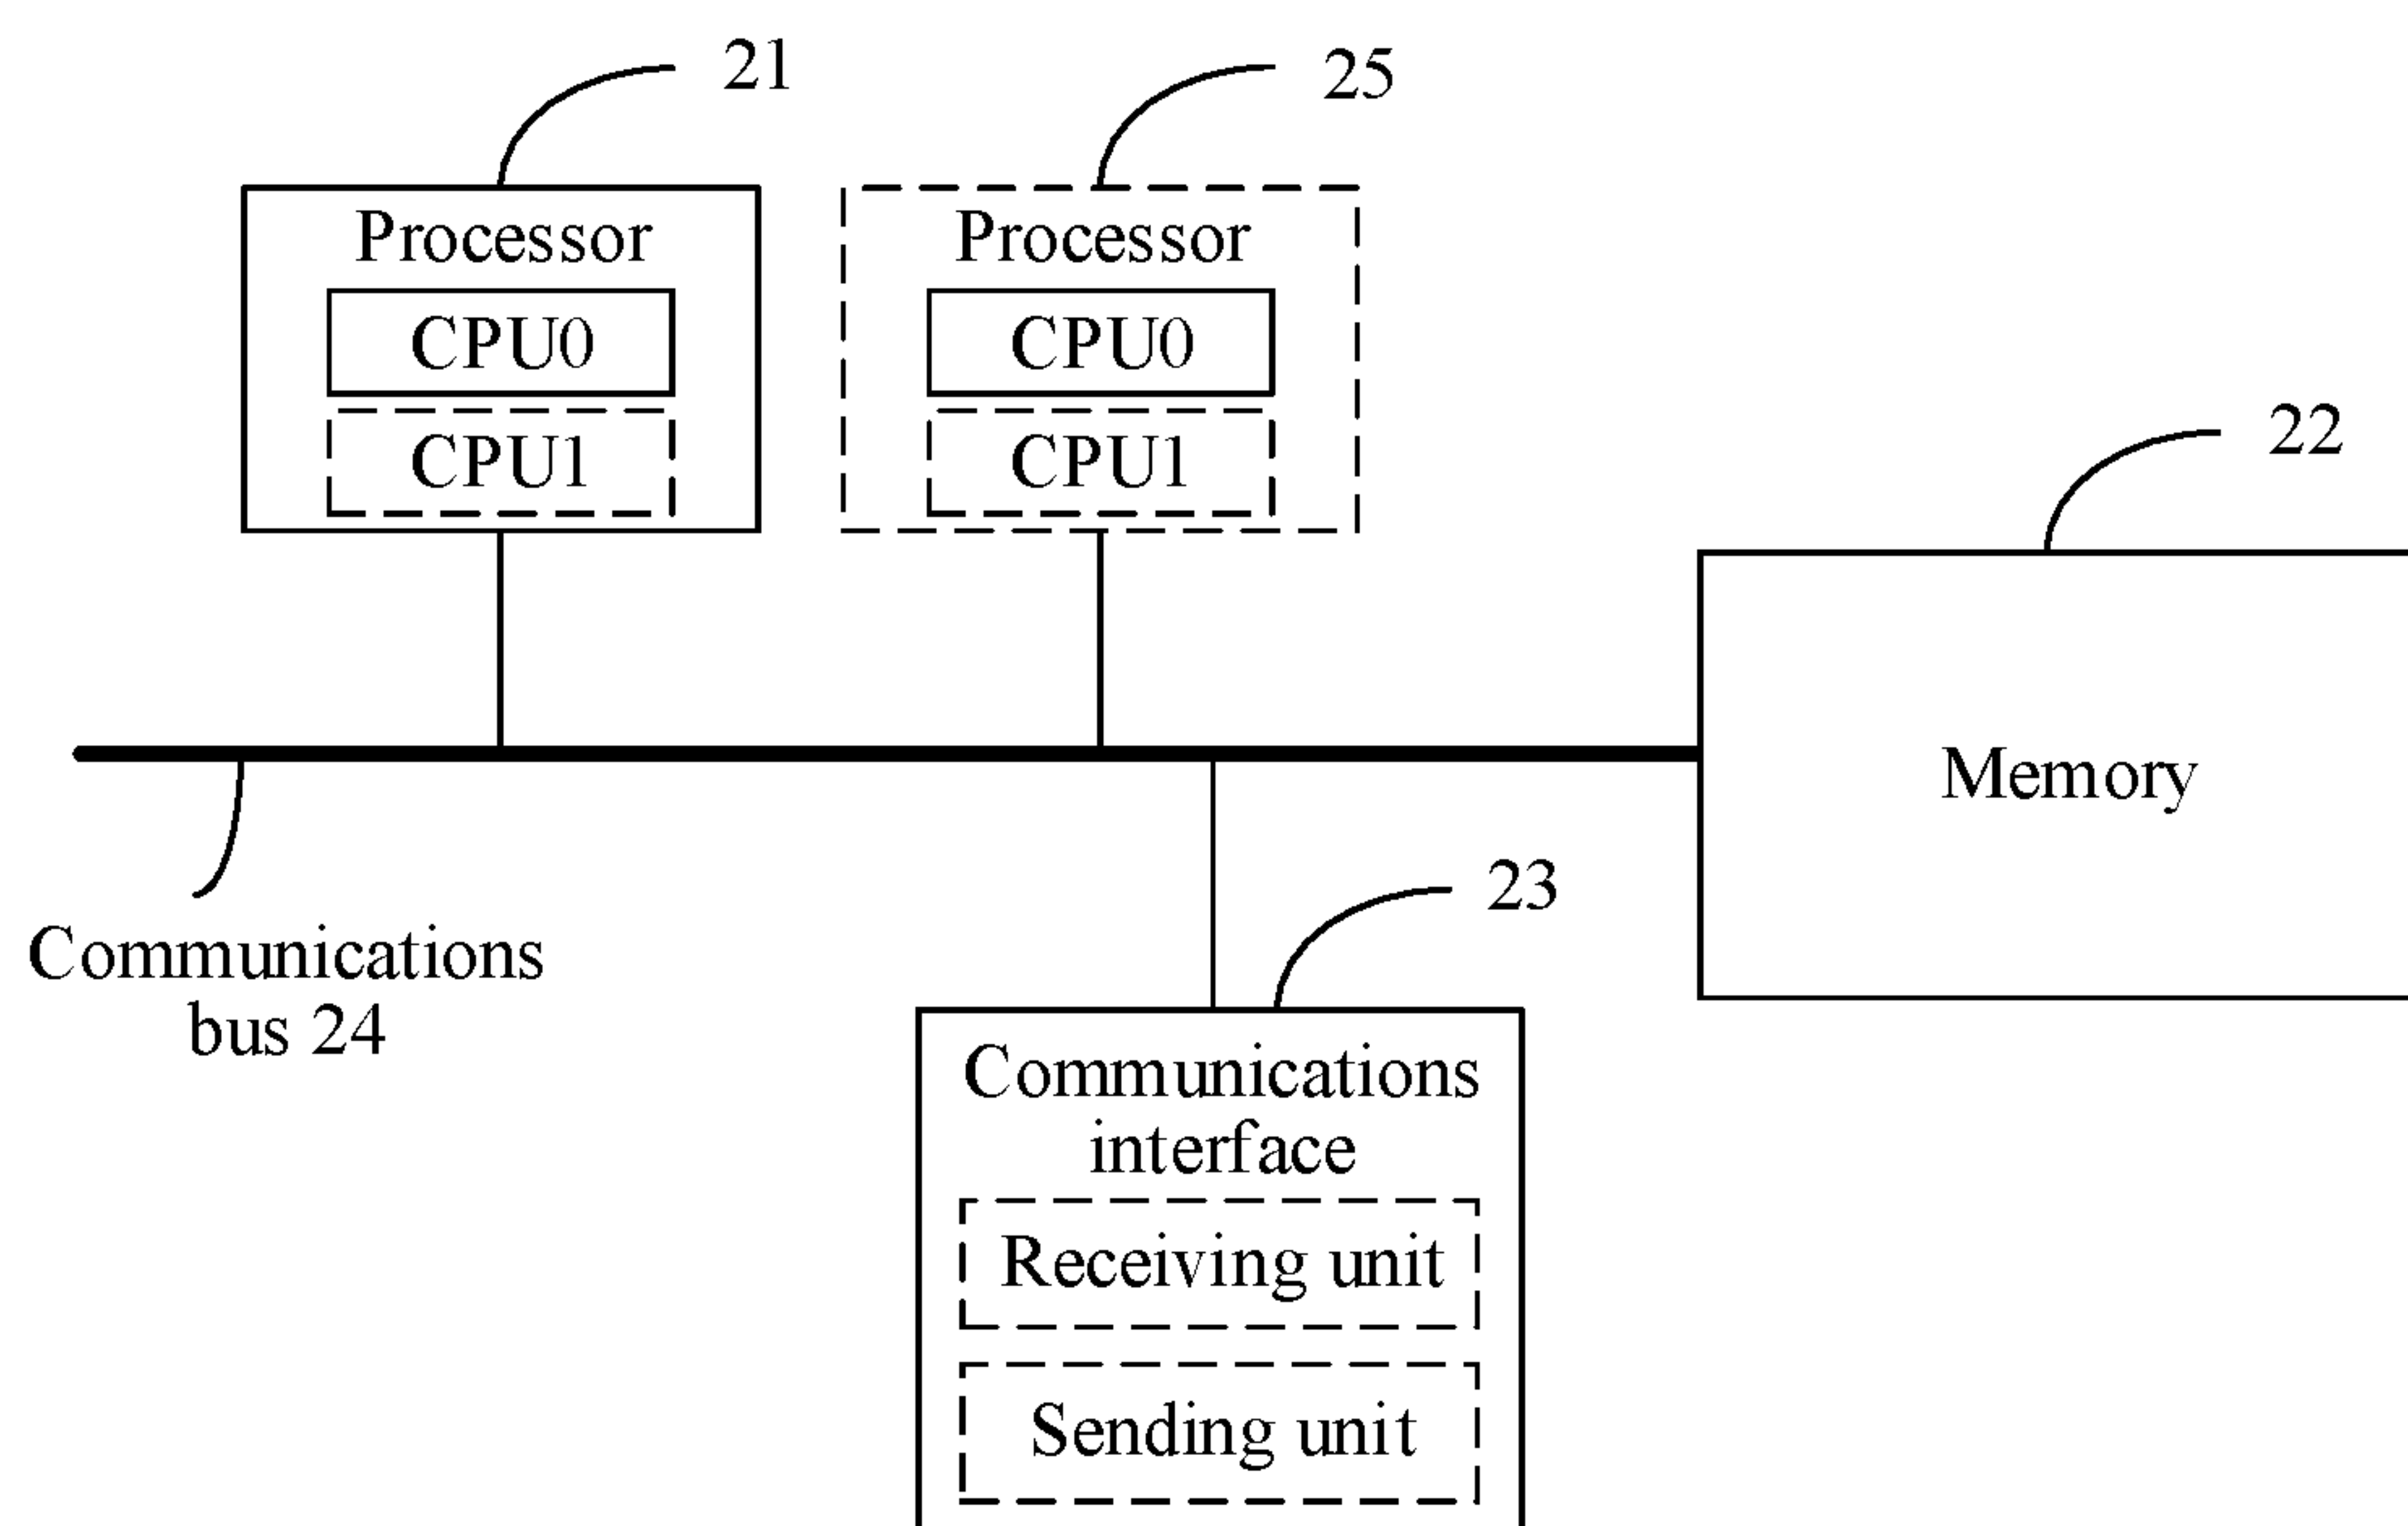 21
25
Processor
CPU0
CPU1
Processor
CPU0
CPU1
22
Memory
Communications
bus 24
23
Communications
interface
Receiving unit
Sending unit